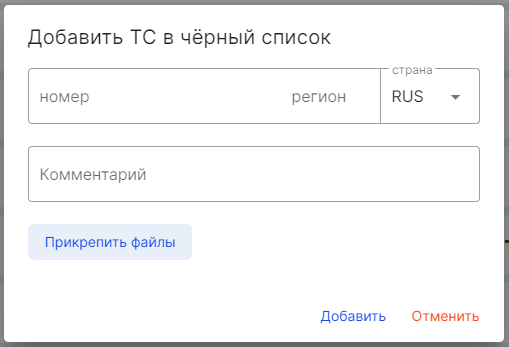 Добавить ТС в чёрный список
страна
номер регион RUS
Комментарий
Прикрепить файлы
Добавить Отменить